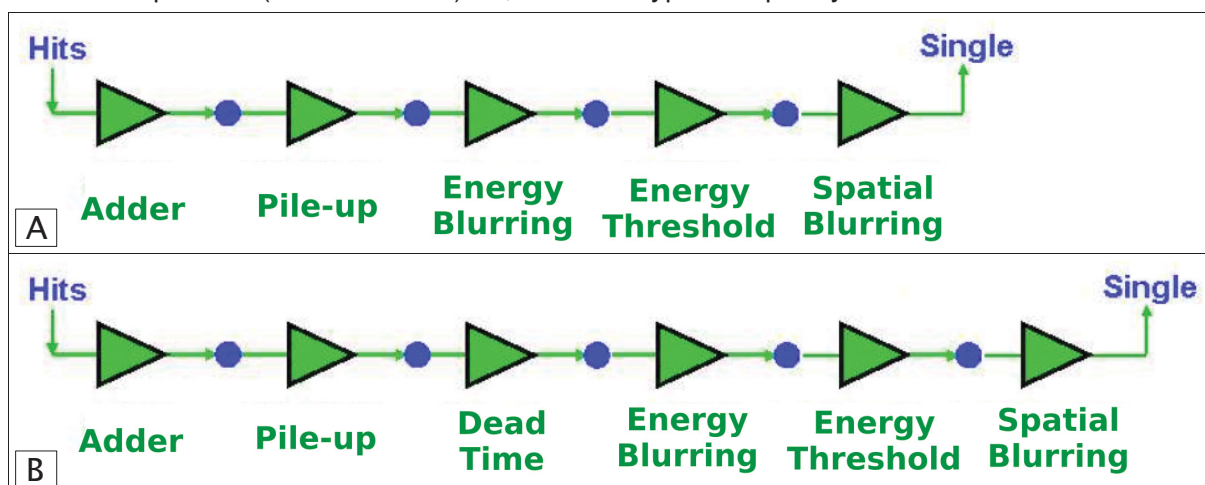 Hits
Single
Adder
Pile-up
Energy
Blurring
Energy
Threshold
Spatial
Blurring
A
Hits
Single
Adder
Pile-up
Dead
Time
Energy
Blurring
Energy
Threshold
Spatial
Blurring
B